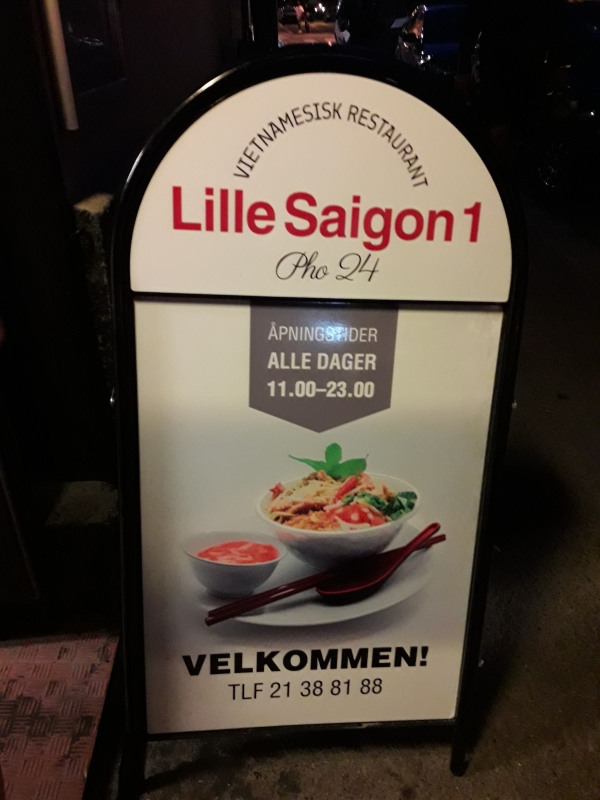 VIETNAMESISK RESTAURANT
Lille Saigon 1
Pho 24
ÅPNINGSTIDER
ALLE DAGER
11.00–23.00
VELKOMMEN!
TLF 21 38 81 88